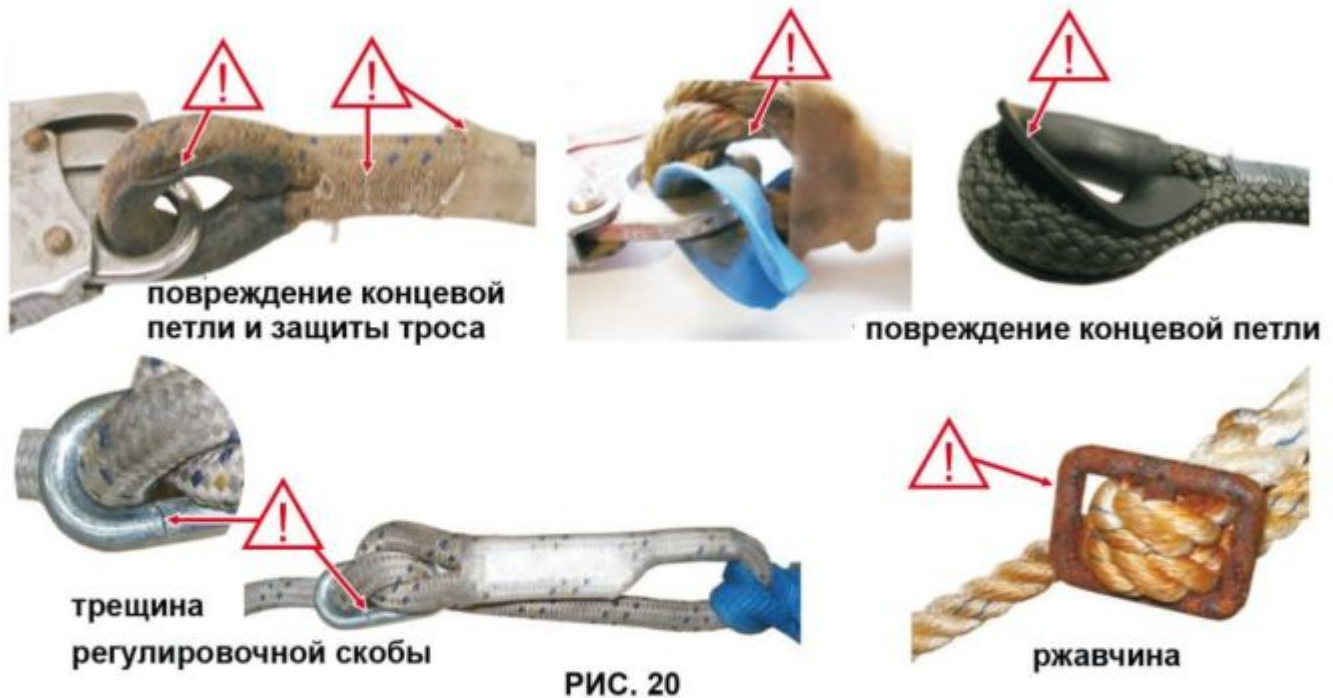 !
!
!
!
повреждение концевой
петли и защиты троса
повреждение концевой петли
!
!
трещина
регулировочной скобы
ржавчина
РИС. 20